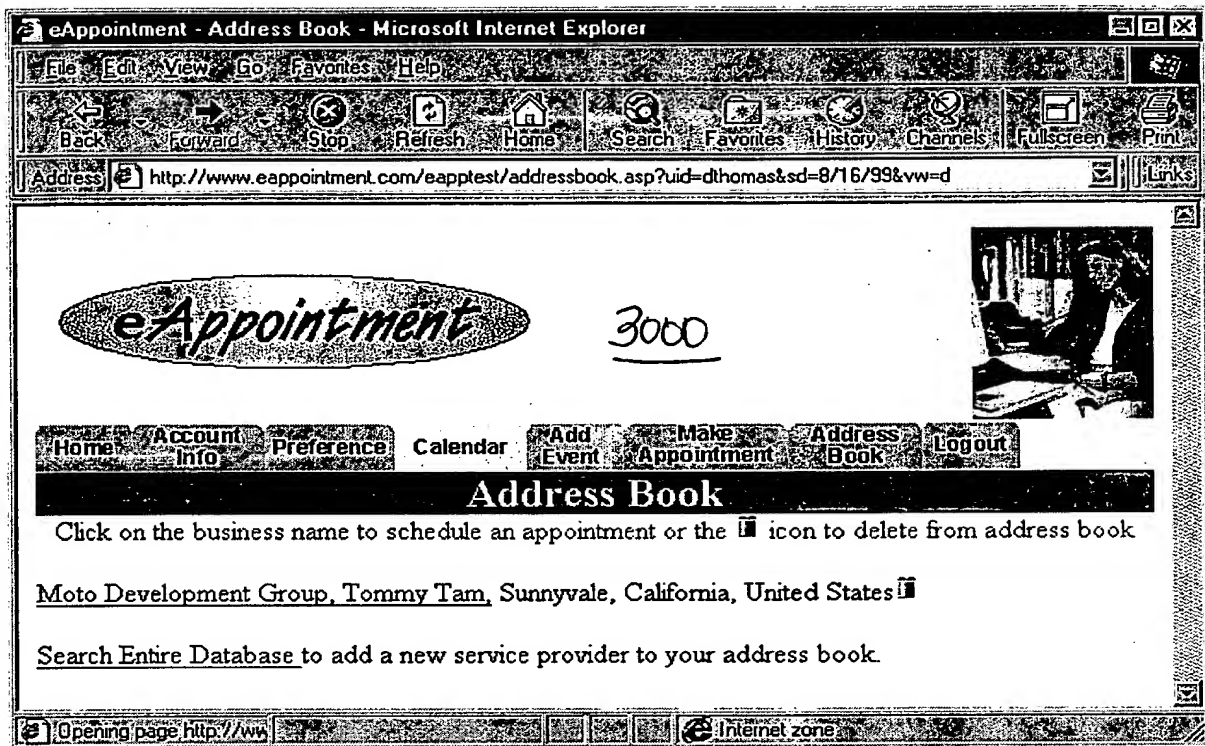 eAppointment - Address Book - Microsoft Internet Explorer
File Edit View Go Favorites Help
Back Forward Stop Refresh Home Search Favorites History Channels Fullscreen Print
Address http://www.eappointment.com/eapptest/addressbook.asp?uid=dthomas&sd=8/16/99&vw=d Links
eAppointment 3000
Home Account Info Preference Calendar Add Event Make Appointment Address Book Logout
Address Book
Click on the business name to schedule an appointment or the icon to delete from address book
Moto Development Group, Tommy Tam, Sunnyvale, California, United States
Search Entire Database to add a new service provider to your address book.
Opening page http://ww Internet zone